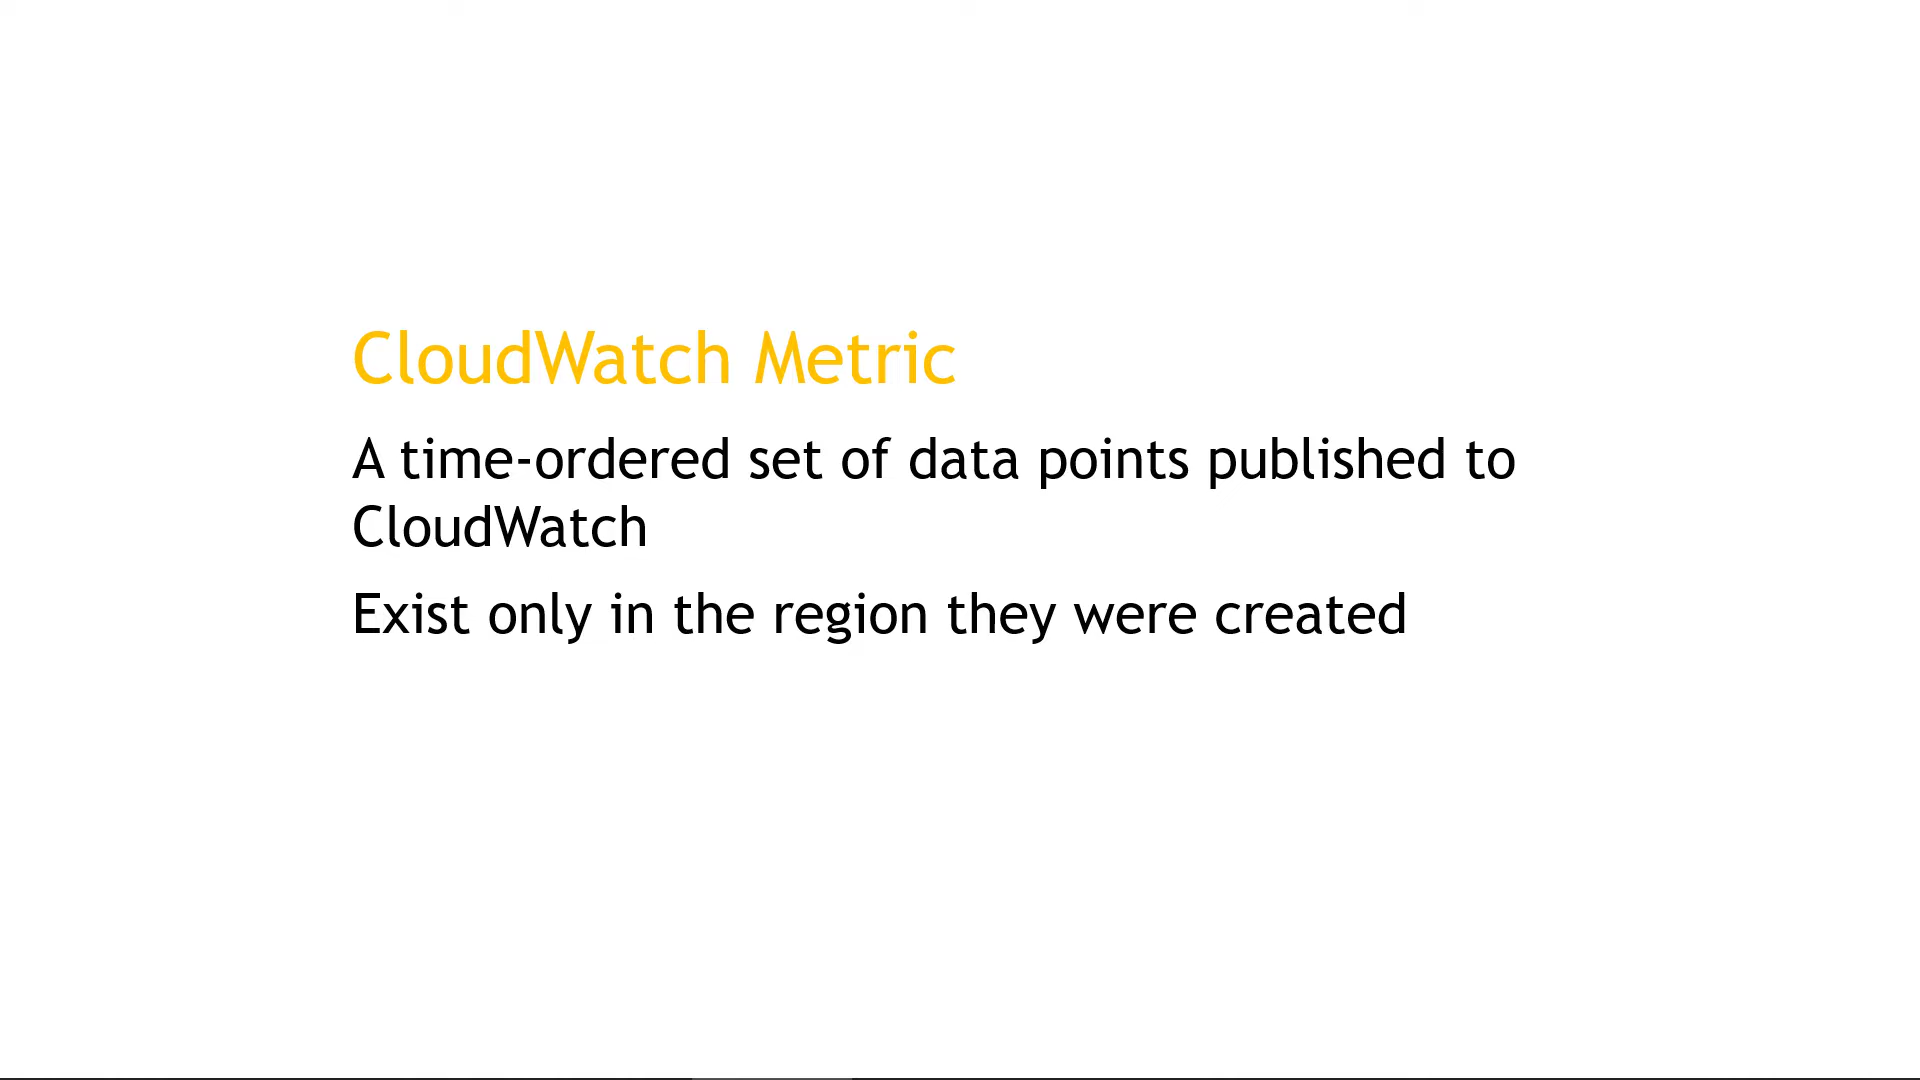 CloudWatch Metric
A time-ordered set of data points published to
CloudWatch
Exist only in the region they were created